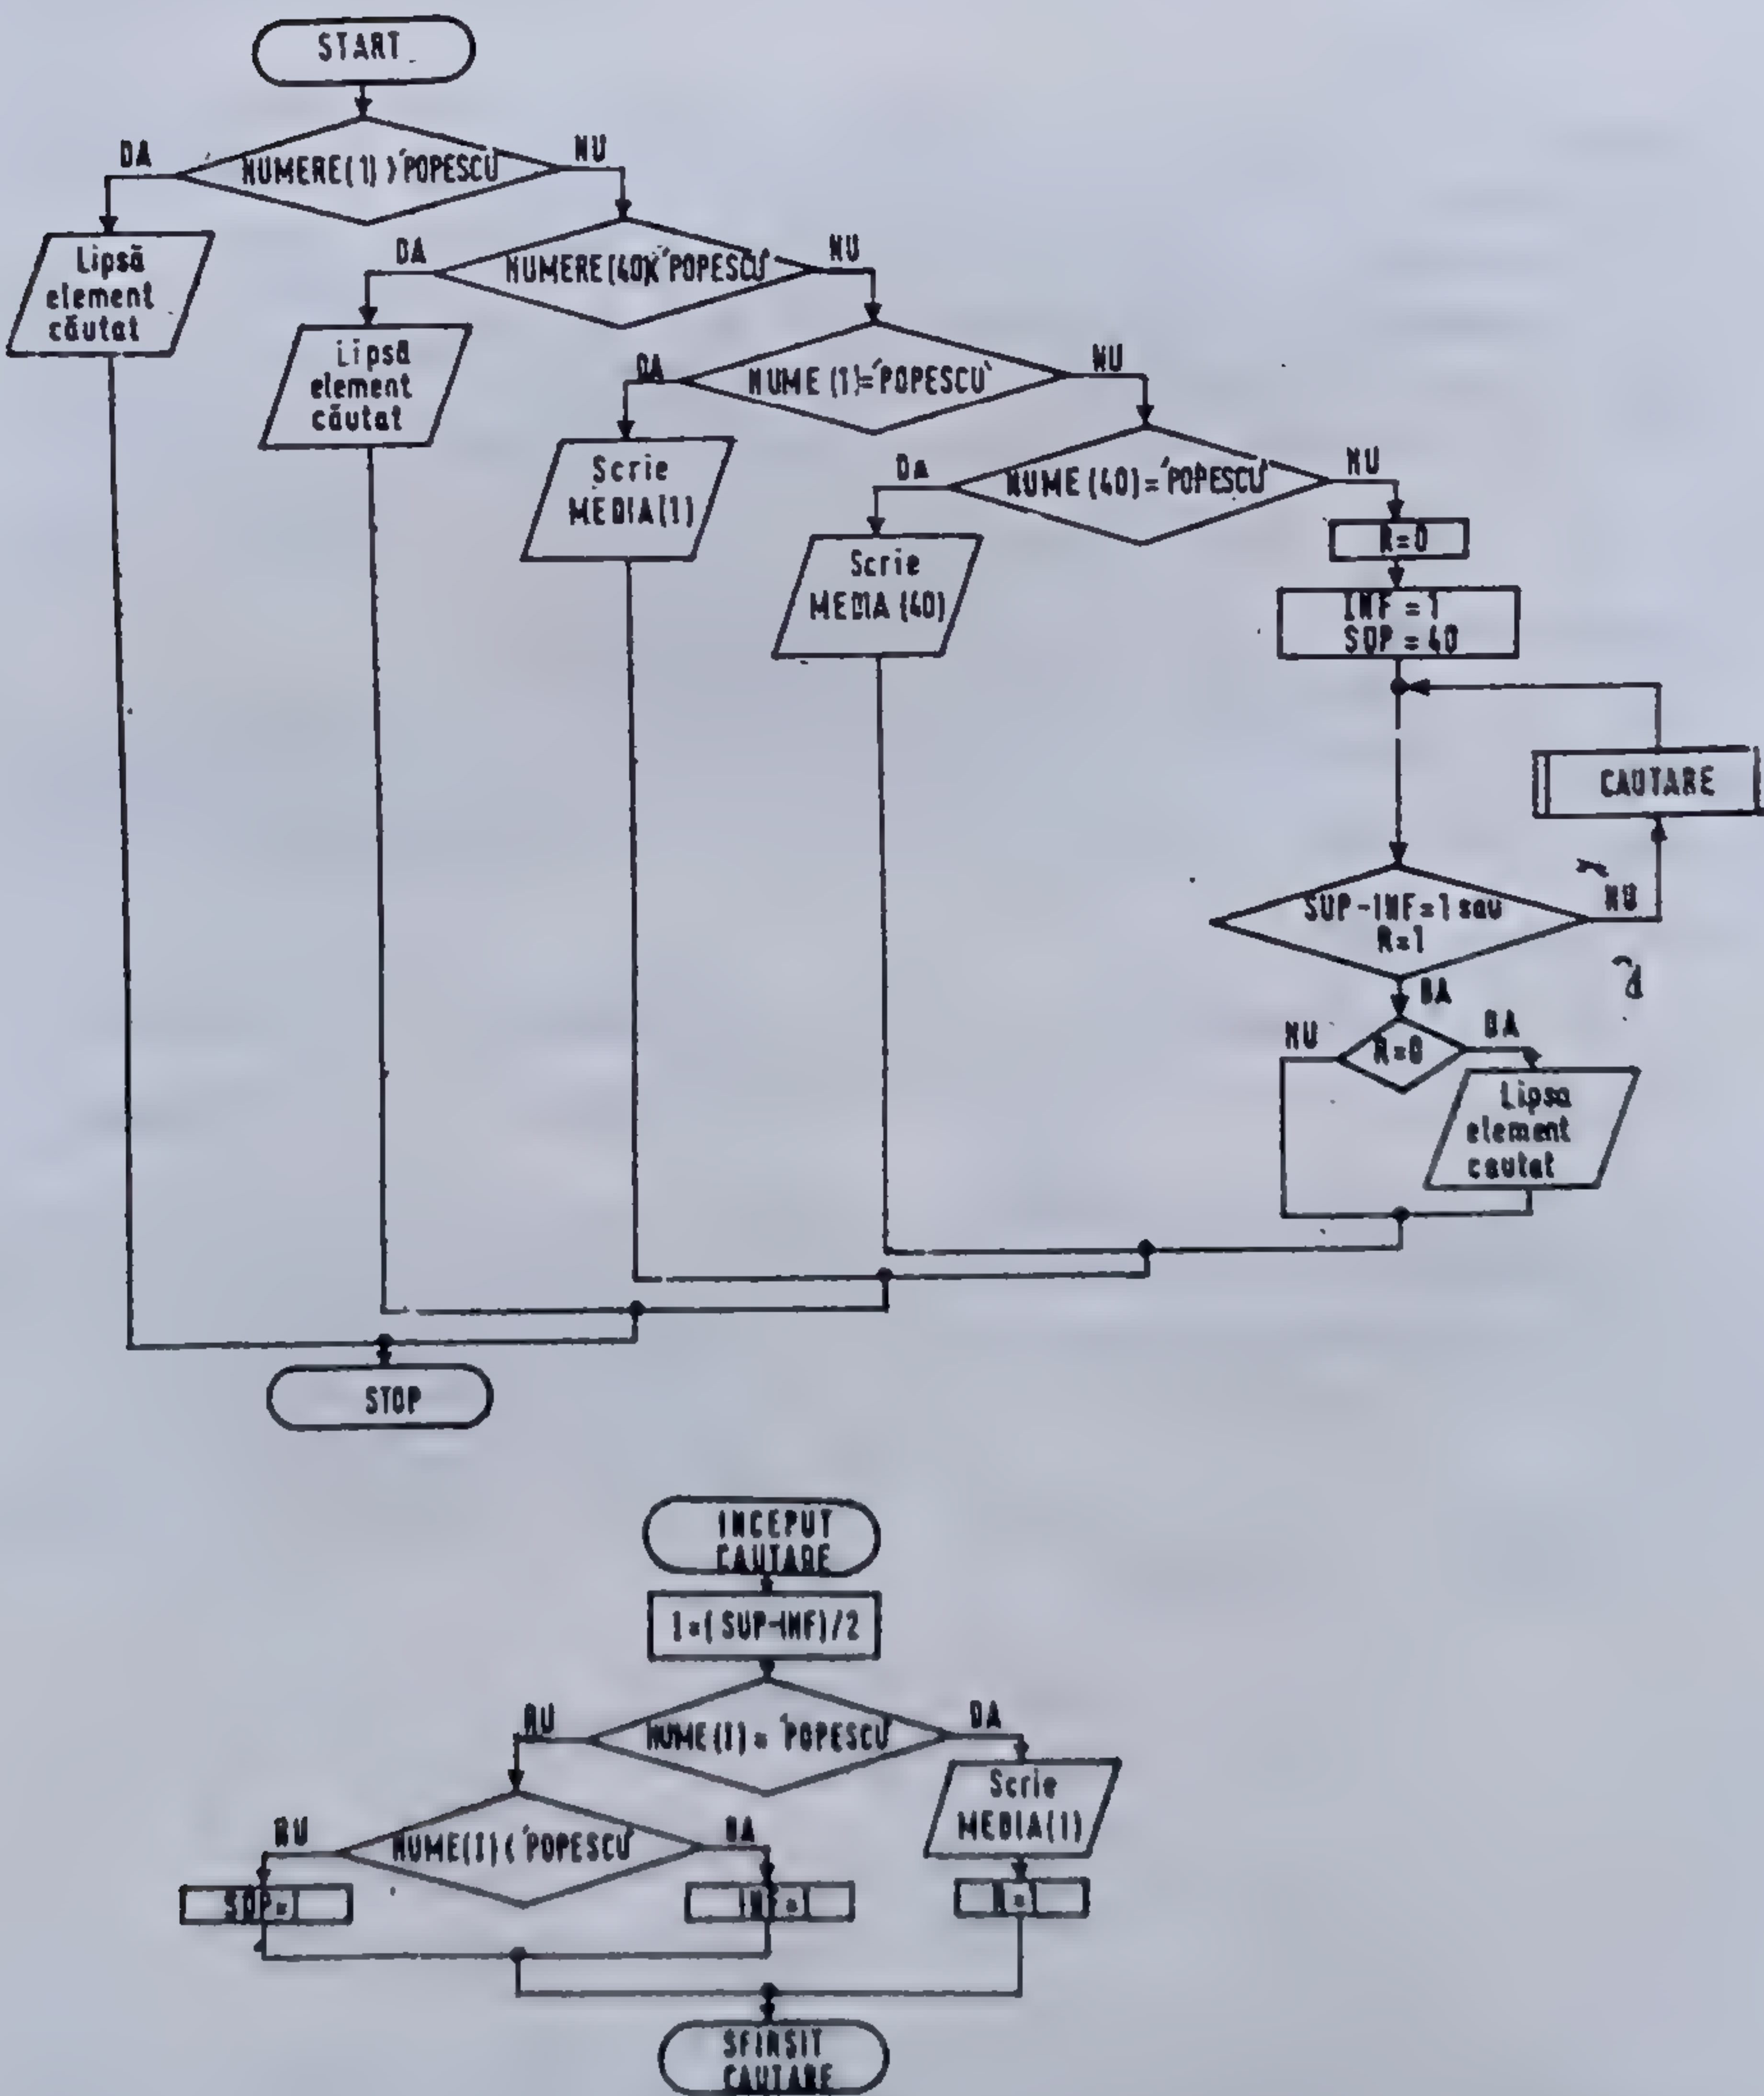 START
DA
NU
NUMERE(1) > 'POPESCU'
Lipsă
element
căutat
DA
NU
NUMERE(40)< 'POPESCU'
Lipsă
element
căutat
DA
NU
NUME (1)='POPESCU'
Scrie
MEDIA(1)
DA
NU
NUME (40)= 'POPESCU'
Scrie
MEDIA (40)
R=0
INF = 1
SUP = 40
CAUTARE
SUP-INF=1 sau
R=1
NU
DA
NU
R=0
DA
Lipsa
element
cautat
STOP
INCEPUT
CAUTARE
I=(SUP-INF)/2
NU
NUME(I) = 'POPESCU'
DA
Scrie
MEDIA(1)
NU
NUME(I) < 'POPESCU'
DA
SUP=
INF=
SFIRSIT
CAUTARE